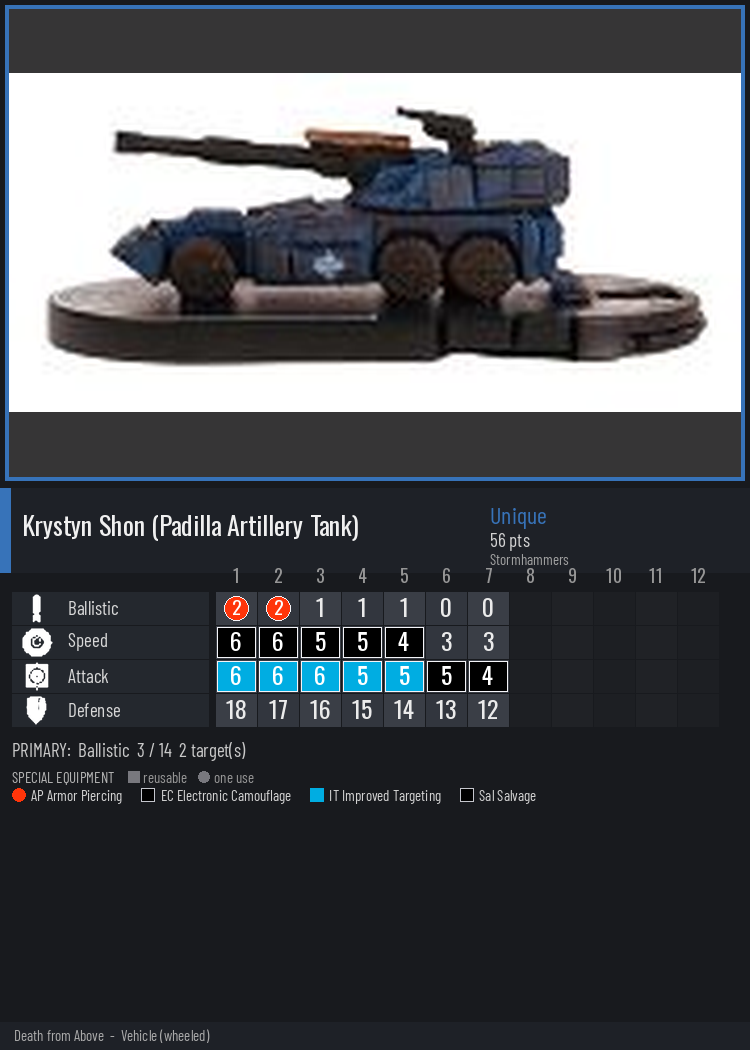 Krystyn Shon (Padilla Artillery Tank)
Unique
56 pts
Stormhammers
1 2 3 4 5 6 7 8 9 10 11 12
Ballistic 2 2 1 1 1 0 0
Speed 6 6 5 5 4 3 3
Attack 6 6 6 5 5 5 4
Defense 18 17 16 15 14 13 12
PRIMARY: Ballistic 3 / 14 2 target(s)
SPECIAL EQUIPMENT reusable one use
AP Armor Piercing EC Electronic Camouflage IT Improved Targeting Sal Salvage
Death from Above - Vehicle (wheeled)